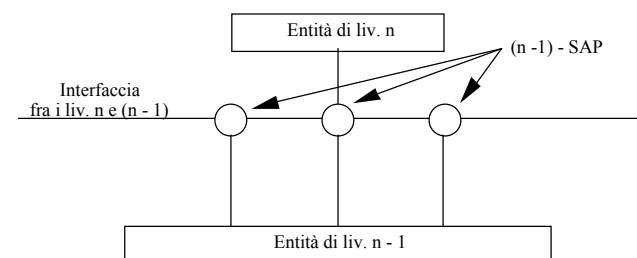 Entità di liv. n
(n -1) - SAP
Interfaccia
fra i liv. n e (n - 1)
Entità di liv. n - 1